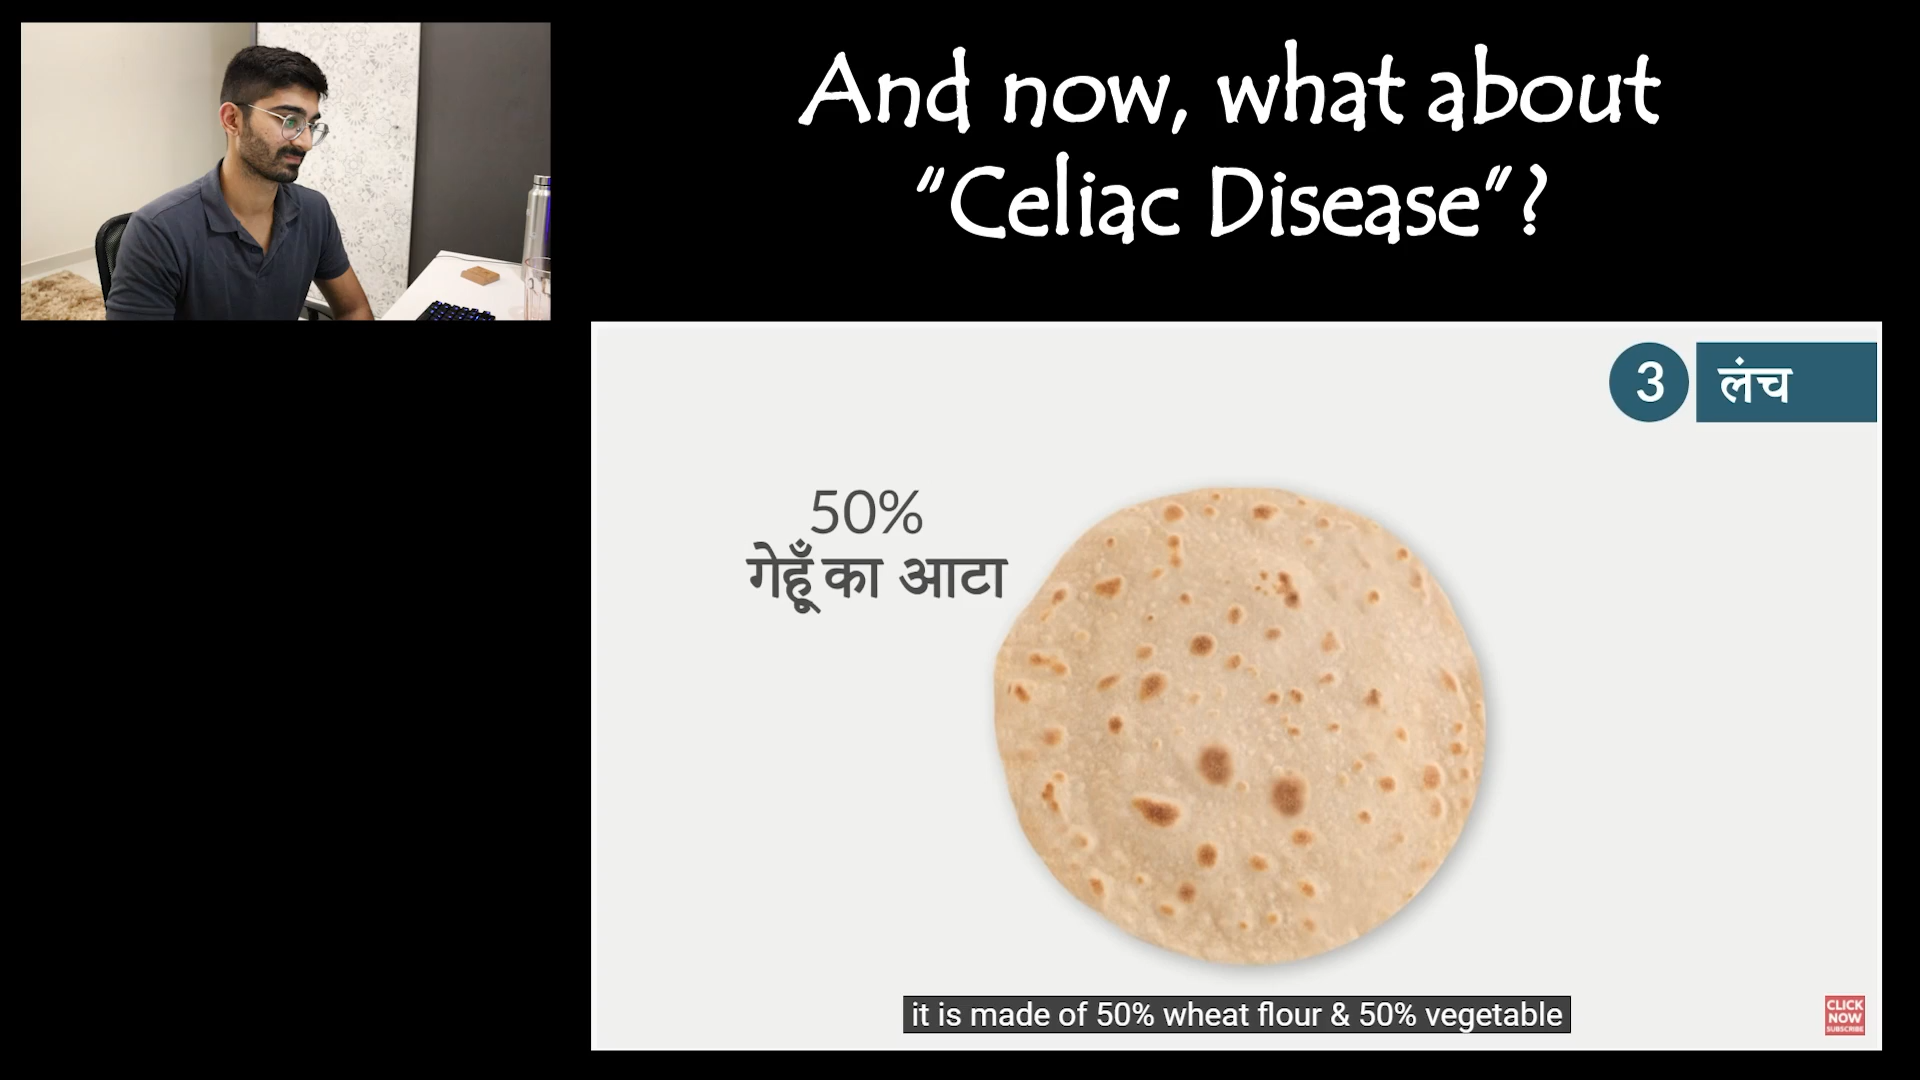 And now, what about
“Celiac Disease”?
3 लंच
50%
गेहूँ का आटा
it is made of 50% wheat flour & 50% vegetable
CLICK
NOW
SUBSCRIBE